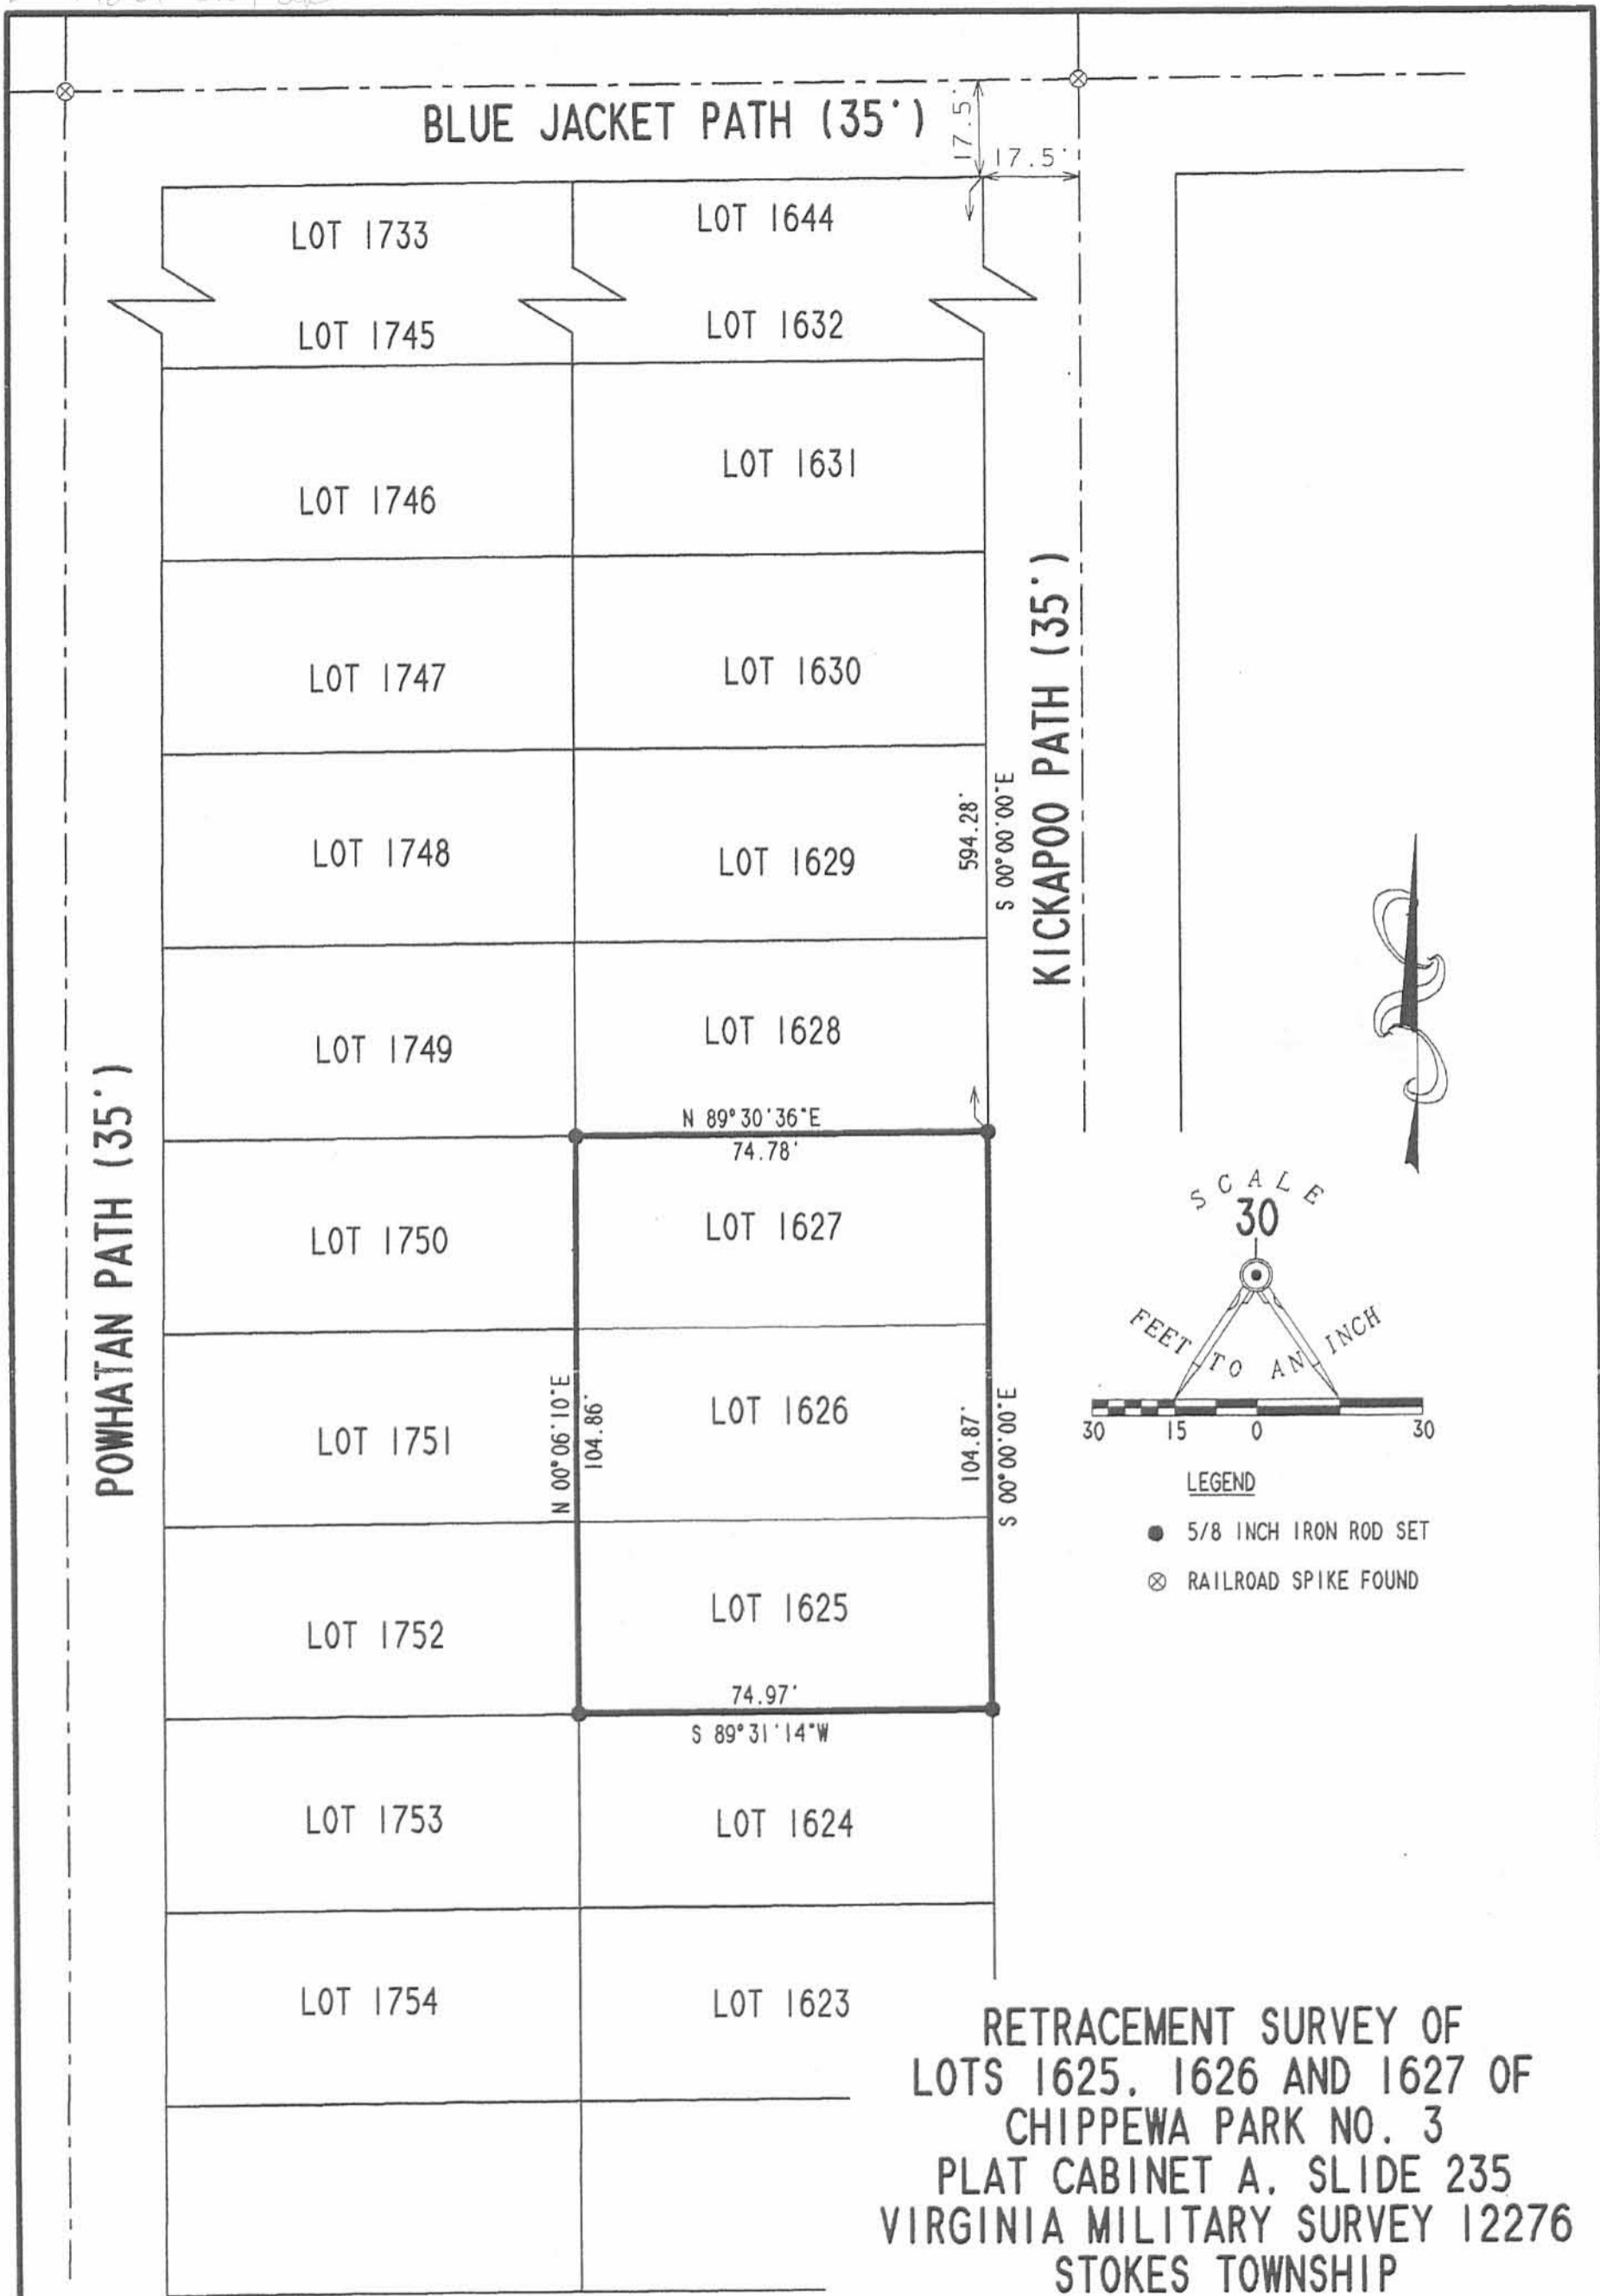 BLUE JACKET PATH (35')
17.5'
17.5'
LOT 1733
LOT 1644
LOT 1745
LOT 1632
LOT 1746
LOT 1631
LOT 1747
LOT 1630
LOT 1748
LOT 1629
594.28'
S 00°00'00"E
KICKAPOO PATH (35')
LOT 1749
LOT 1628
POWHATAN PATH (35')
N 89°30'36"E
74.78'
LOT 1750
LOT 1627
LOT 1751
N 00°06'10"E
104.86'
LOT 1626
104.87'
S 00°00'00"E
LOT 1752
LOT 1625
74.97'
S 89°31'14"W
LOT 1753
LOT 1624
LOT 1754
LOT 1623
SCALE
30
FEET TO AN INCH
30 15 0 30
LEGEND
5/8 INCH IRON ROD SET
RAILROAD SPIKE FOUND
RETRACEMENT SURVEY OF
LOTS 1625, 1626 AND 1627 OF
CHIPPEWA PARK NO. 3
PLAT CABINET A, SLIDE 235
VIRGINIA MILITARY SURVEY 12276
STOKES TOWNSHIP